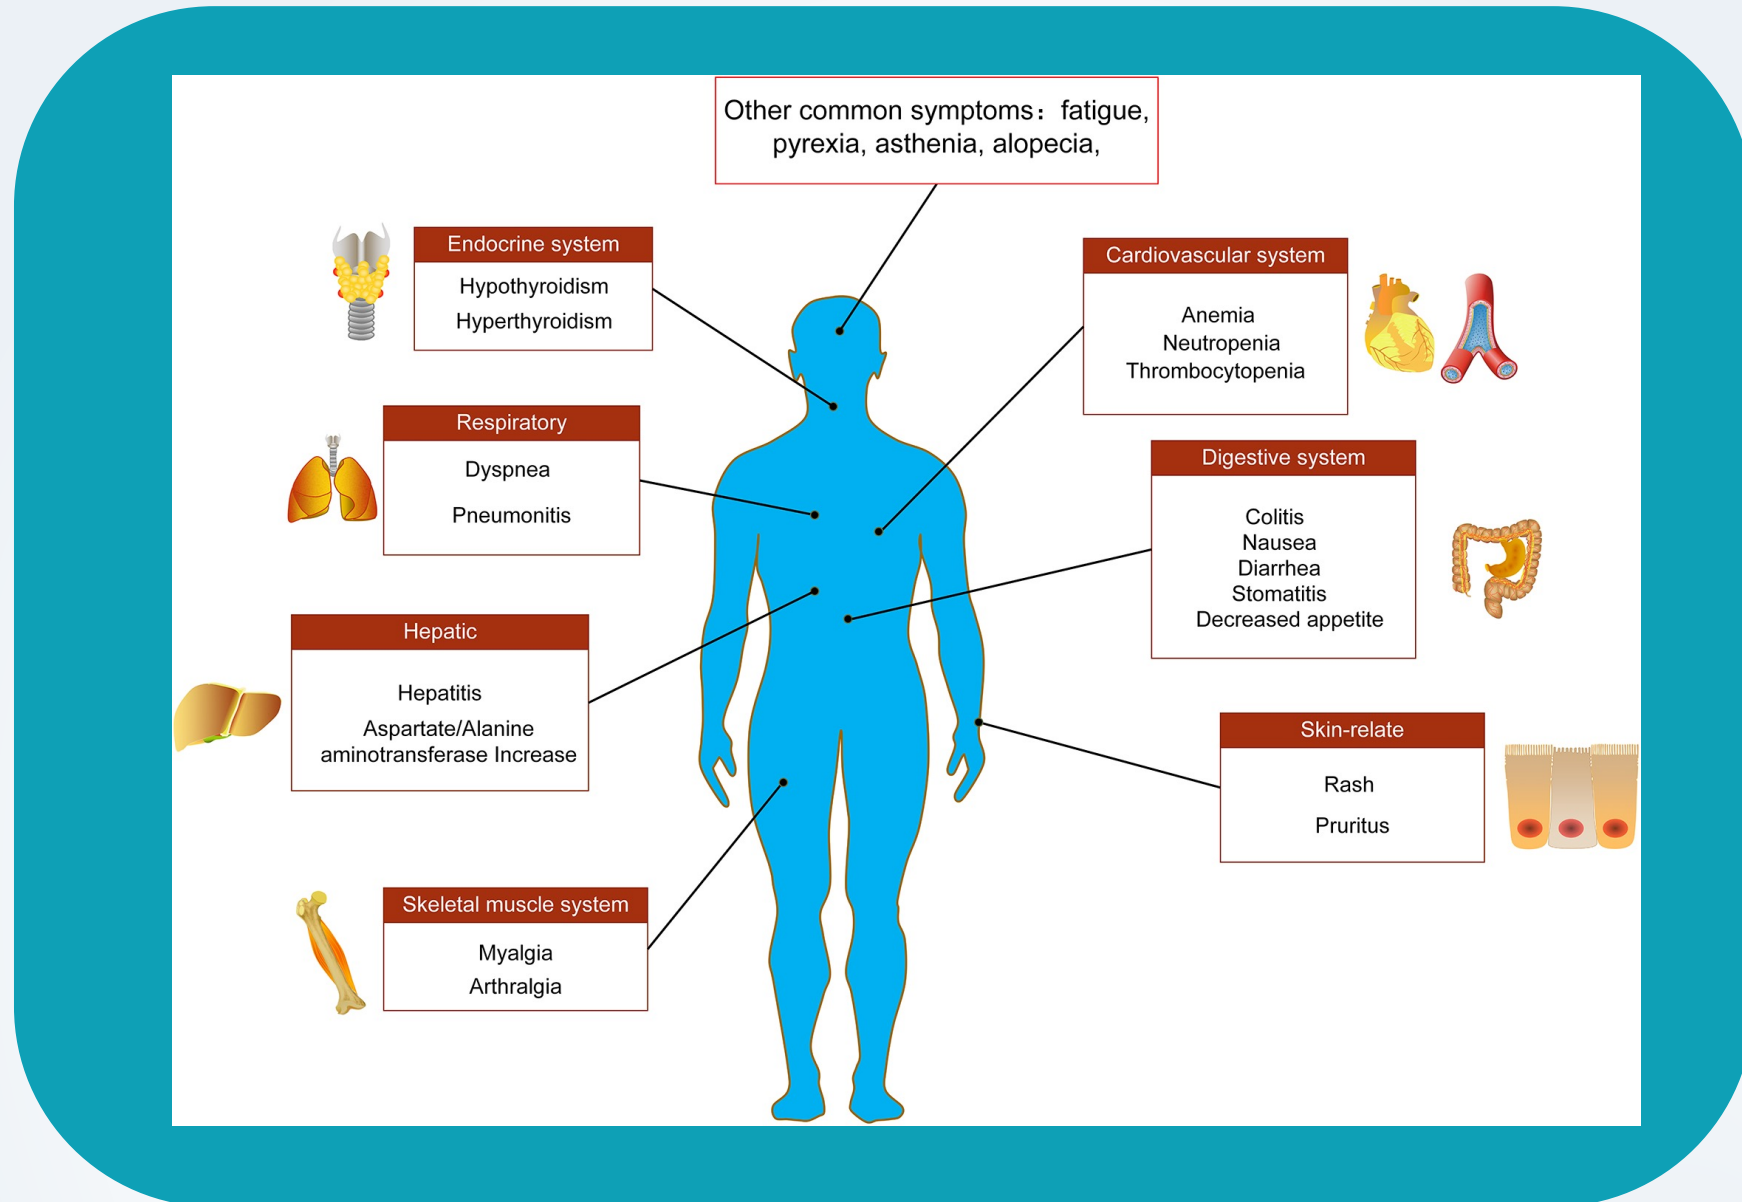 Other common symptoms：fatigue,
pyrexia, asthenia, alopecia,
Endocrine system
Hypothyroidism
Hyperthyroidism
Respiratory
Dyspnea
Pneumonitis
Hepatic
Hepatitis
Aspartate/Alanine
aminotransferase Increase
Skeletal muscle system
Myalgia
Arthralgia
Cardiovascular system
Anemia
Neutropenia
Thrombocytopenia
Digestive system
Colitis
Nausea
Diarrhea
Stomatitis
Decreased appetite
Skin-relate
Rash
Pruritus